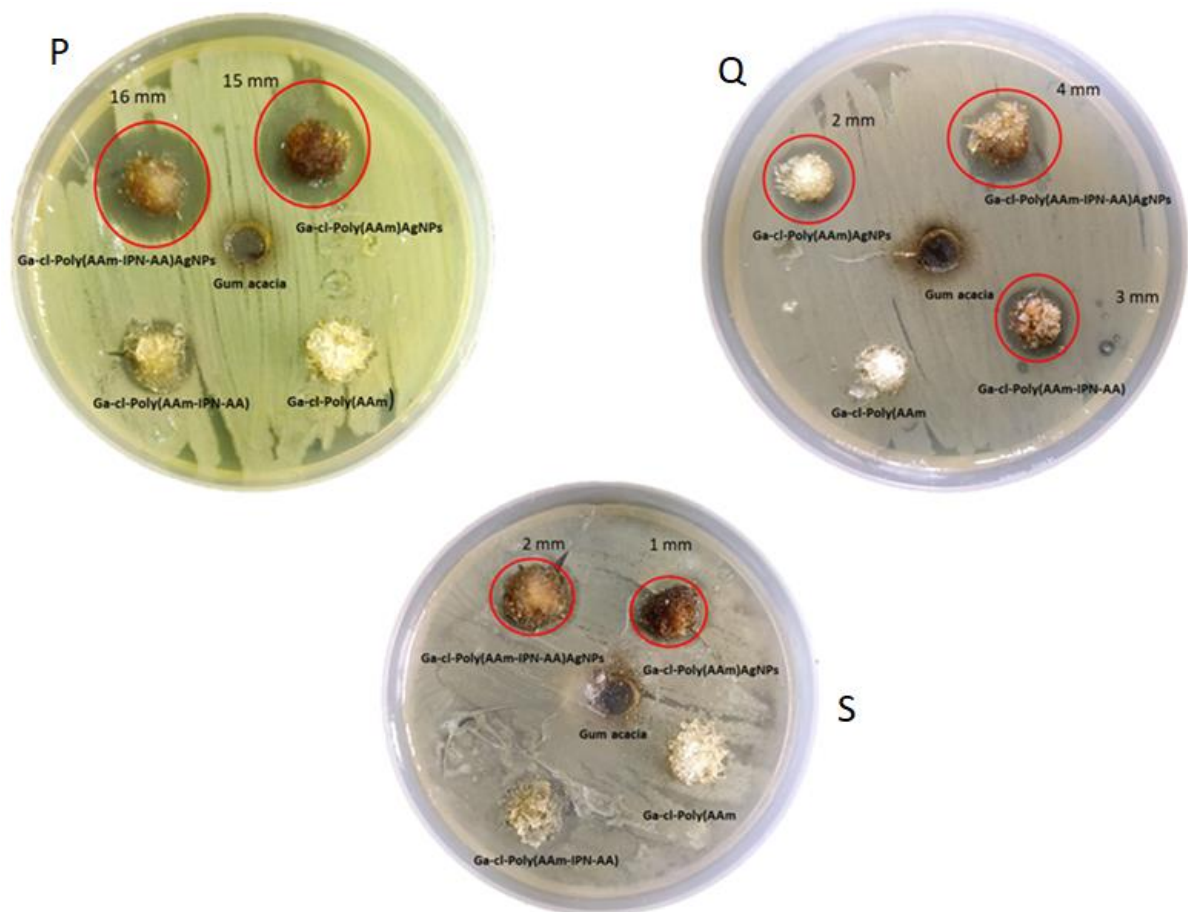 P
16 mm
15 mm
Ga-cl-Poly(AAm)AgNPs
Ga-cl-Poly(AAm-IPN-AA)AgNPs
Gum acacia
Ga-cl-Poly(AAm-IPN-AA)
Ga-cl-Poly(AAm)
Q
2 mm
4 mm
Ga-cl-Poly(AAm-IPN-AA)AgNPs
Ga-cl-Poly(AAm)AgNPs
Gum acacia
3 mm
Ga-cl-Poly(AAm-IPN-AA)
Ga-cl-Poly(AAm
2 mm
1 mm
Ga-cl-Poly(AAm-IPN-AA)AgNPs
Ga-cl-Poly(AAm)AgNPs
S
Gum acacia
Ga-cl-Poly(AAm
Ga-cl-Poly(AAm-IPN-AA)